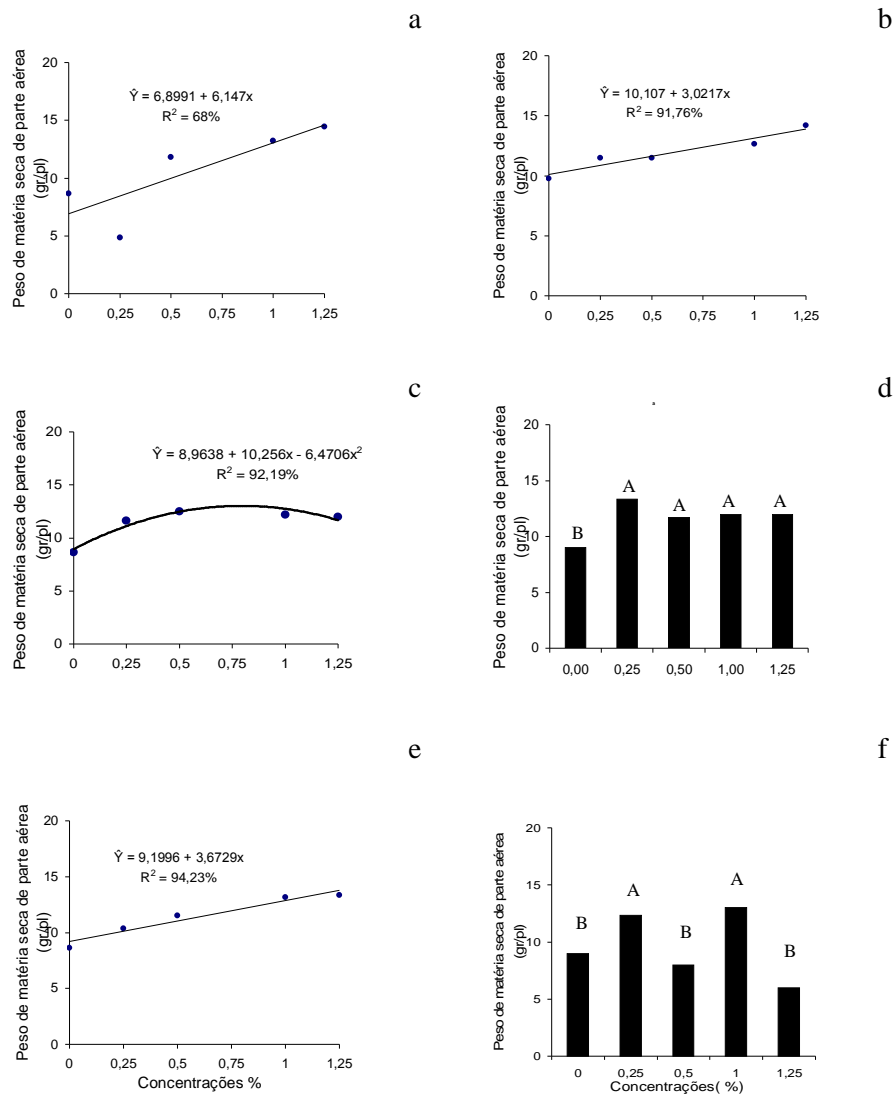 a
Peso de matéria seca de parte aérea
(gr/pl)
20
15
10
5
0
Ŷ = 6,8991 + 6,147x
R² = 68%
0 0,25 0,5 0,75 1 1,25
b
Peso de matéria seca de parte aérea
(gr/pl)
20
15
10
5
0
Ŷ = 10,107 + 3,0217x
R² = 91,76%
0 0,25 0,5 0,75 1 1,25
c
Peso de matéria seca de parte aérea
(gr/pl)
20
15
10
5
0
Ŷ = 8,9638 + 10,256x - 6,4706x²
R² = 92,19%
0 0,25 0,5 0,75 1 1,25
d
Peso de matéria seca de parte aérea
(gr/pl)
20
15
10
5
0
B A A A A
0,00 0,25 0,50 1,00 1,25
e
Peso de matéria seca de parte aérea
(gr/pl)
20
15
10
5
0
Ŷ = 9,1996 + 3,6729x
R² = 94,23%
0 0,25 0,5 0,75 1 1,25
Concentrações %
f
Peso de matéria seca de parte aérea
(gr/pl)
20
15
10
5
0
B A B A B
0 0,25 0,5 1 1,25
Concentrações( %)